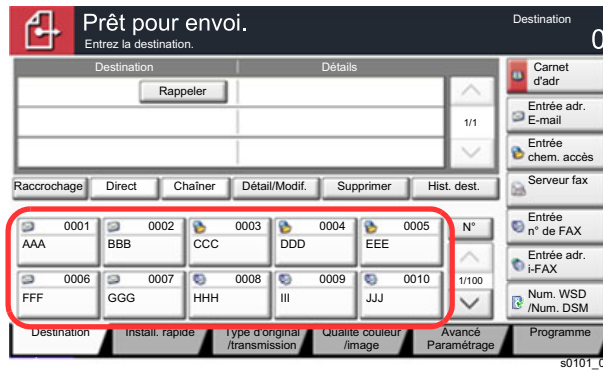 Prêt pour envoi.
Entrez la destination.
Destination
0
Destination
Détails
Rappeler
1/1
Carnet
d'adr
Entrée adr.
E-mail
Entrée
chem. accès
Serveur fax
Entrée
n° de FAX
Entrée adr.
i-FAX
Num. WSD
/Num. DSM
Raccrochage
Direct
Chaîner
Détail/Modif.
Supprimer
Hist. dest.
0001
AAA
0002
BBB
0003
CCC
0004
DDD
0005
EEE
N°
0006
FFF
0007
GGG
0008
HHH
0009
III
0010
JJJ
1/100
Destination
Install. rapide
Type d'original
/transmission
Qualité couleur
/image
Avancé
Paramétrage
Programme
s0101_0